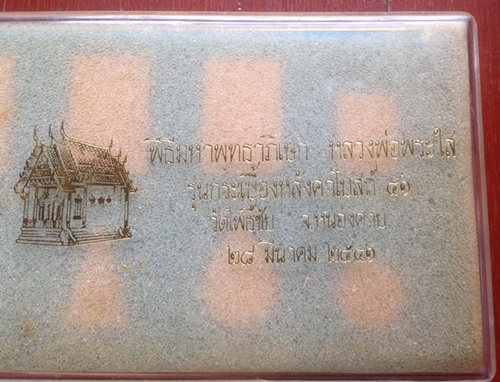 พิธีมหาพุทธาภิเษก หลวงพ่อพระใส
รุ่นกระเบื้องหลังคาโบสถ์ ๔๑
วัดโพธิ์ชัย จ.หนองคาย
๒๘ มีนาคม ๒๕๔๑